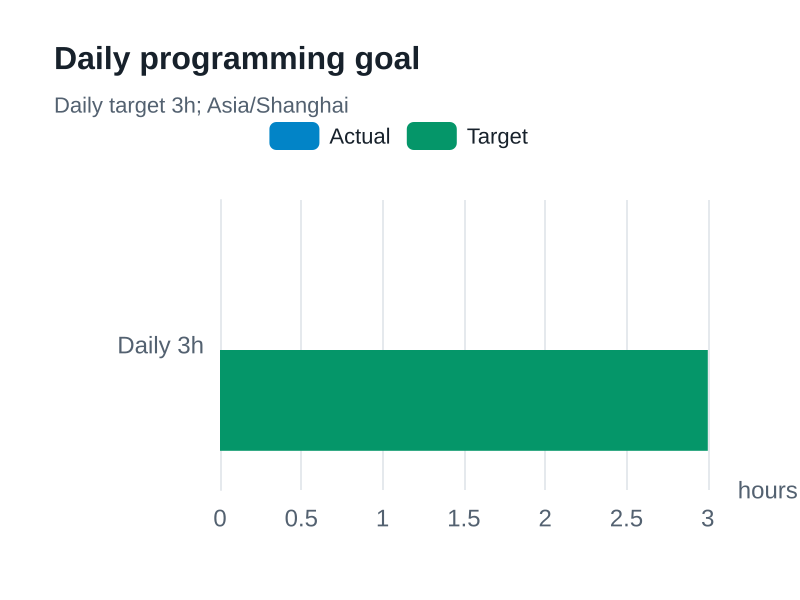 Daily programming goal
Daily target 3h; Asia/Shanghai
Actual Target
Daily 3h
hours
0 0.5 1 1.5 2 2.5 3